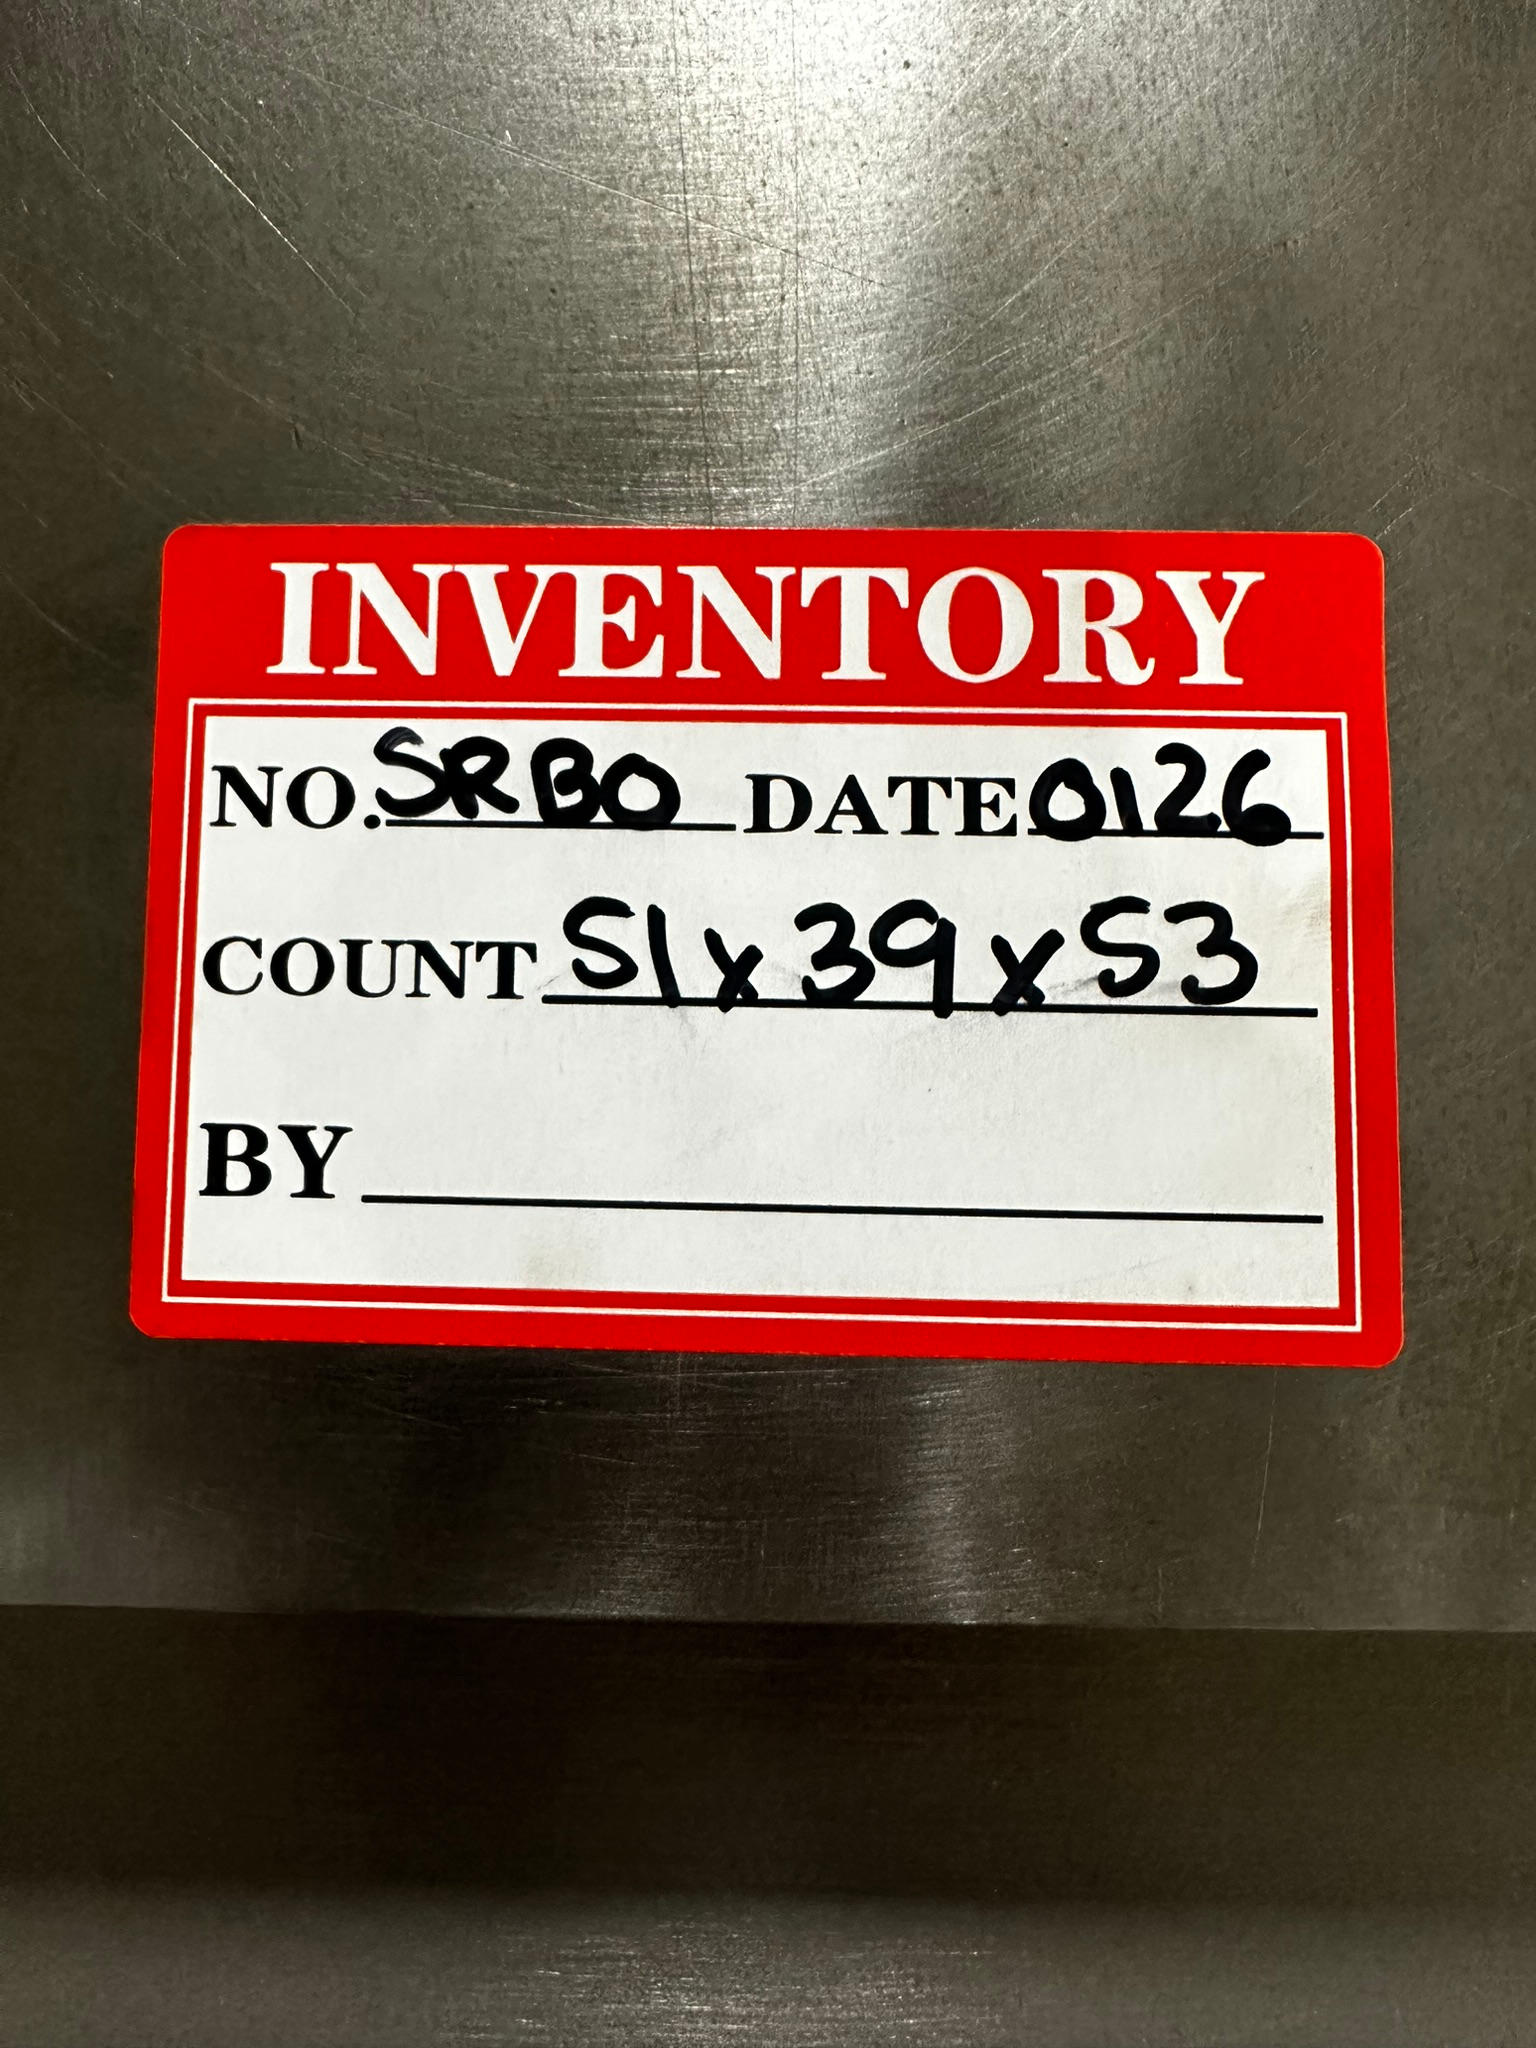 INVENTORY
NO. SRBO DATE 0126
COUNT 51x39x53
BY